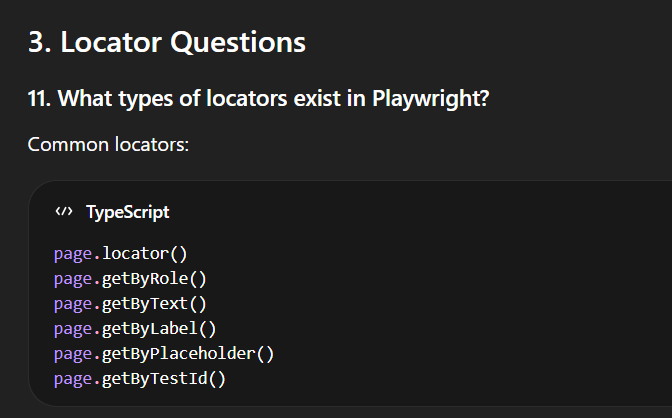 3. Locator Questions
11. What types of locators exist in Playwright?
Common locators:
</> TypeScript
page.locator()
page.getByRole()
page.getByText()
page.getByLabel()
page.getByPlaceholder()
page.getByTestId()